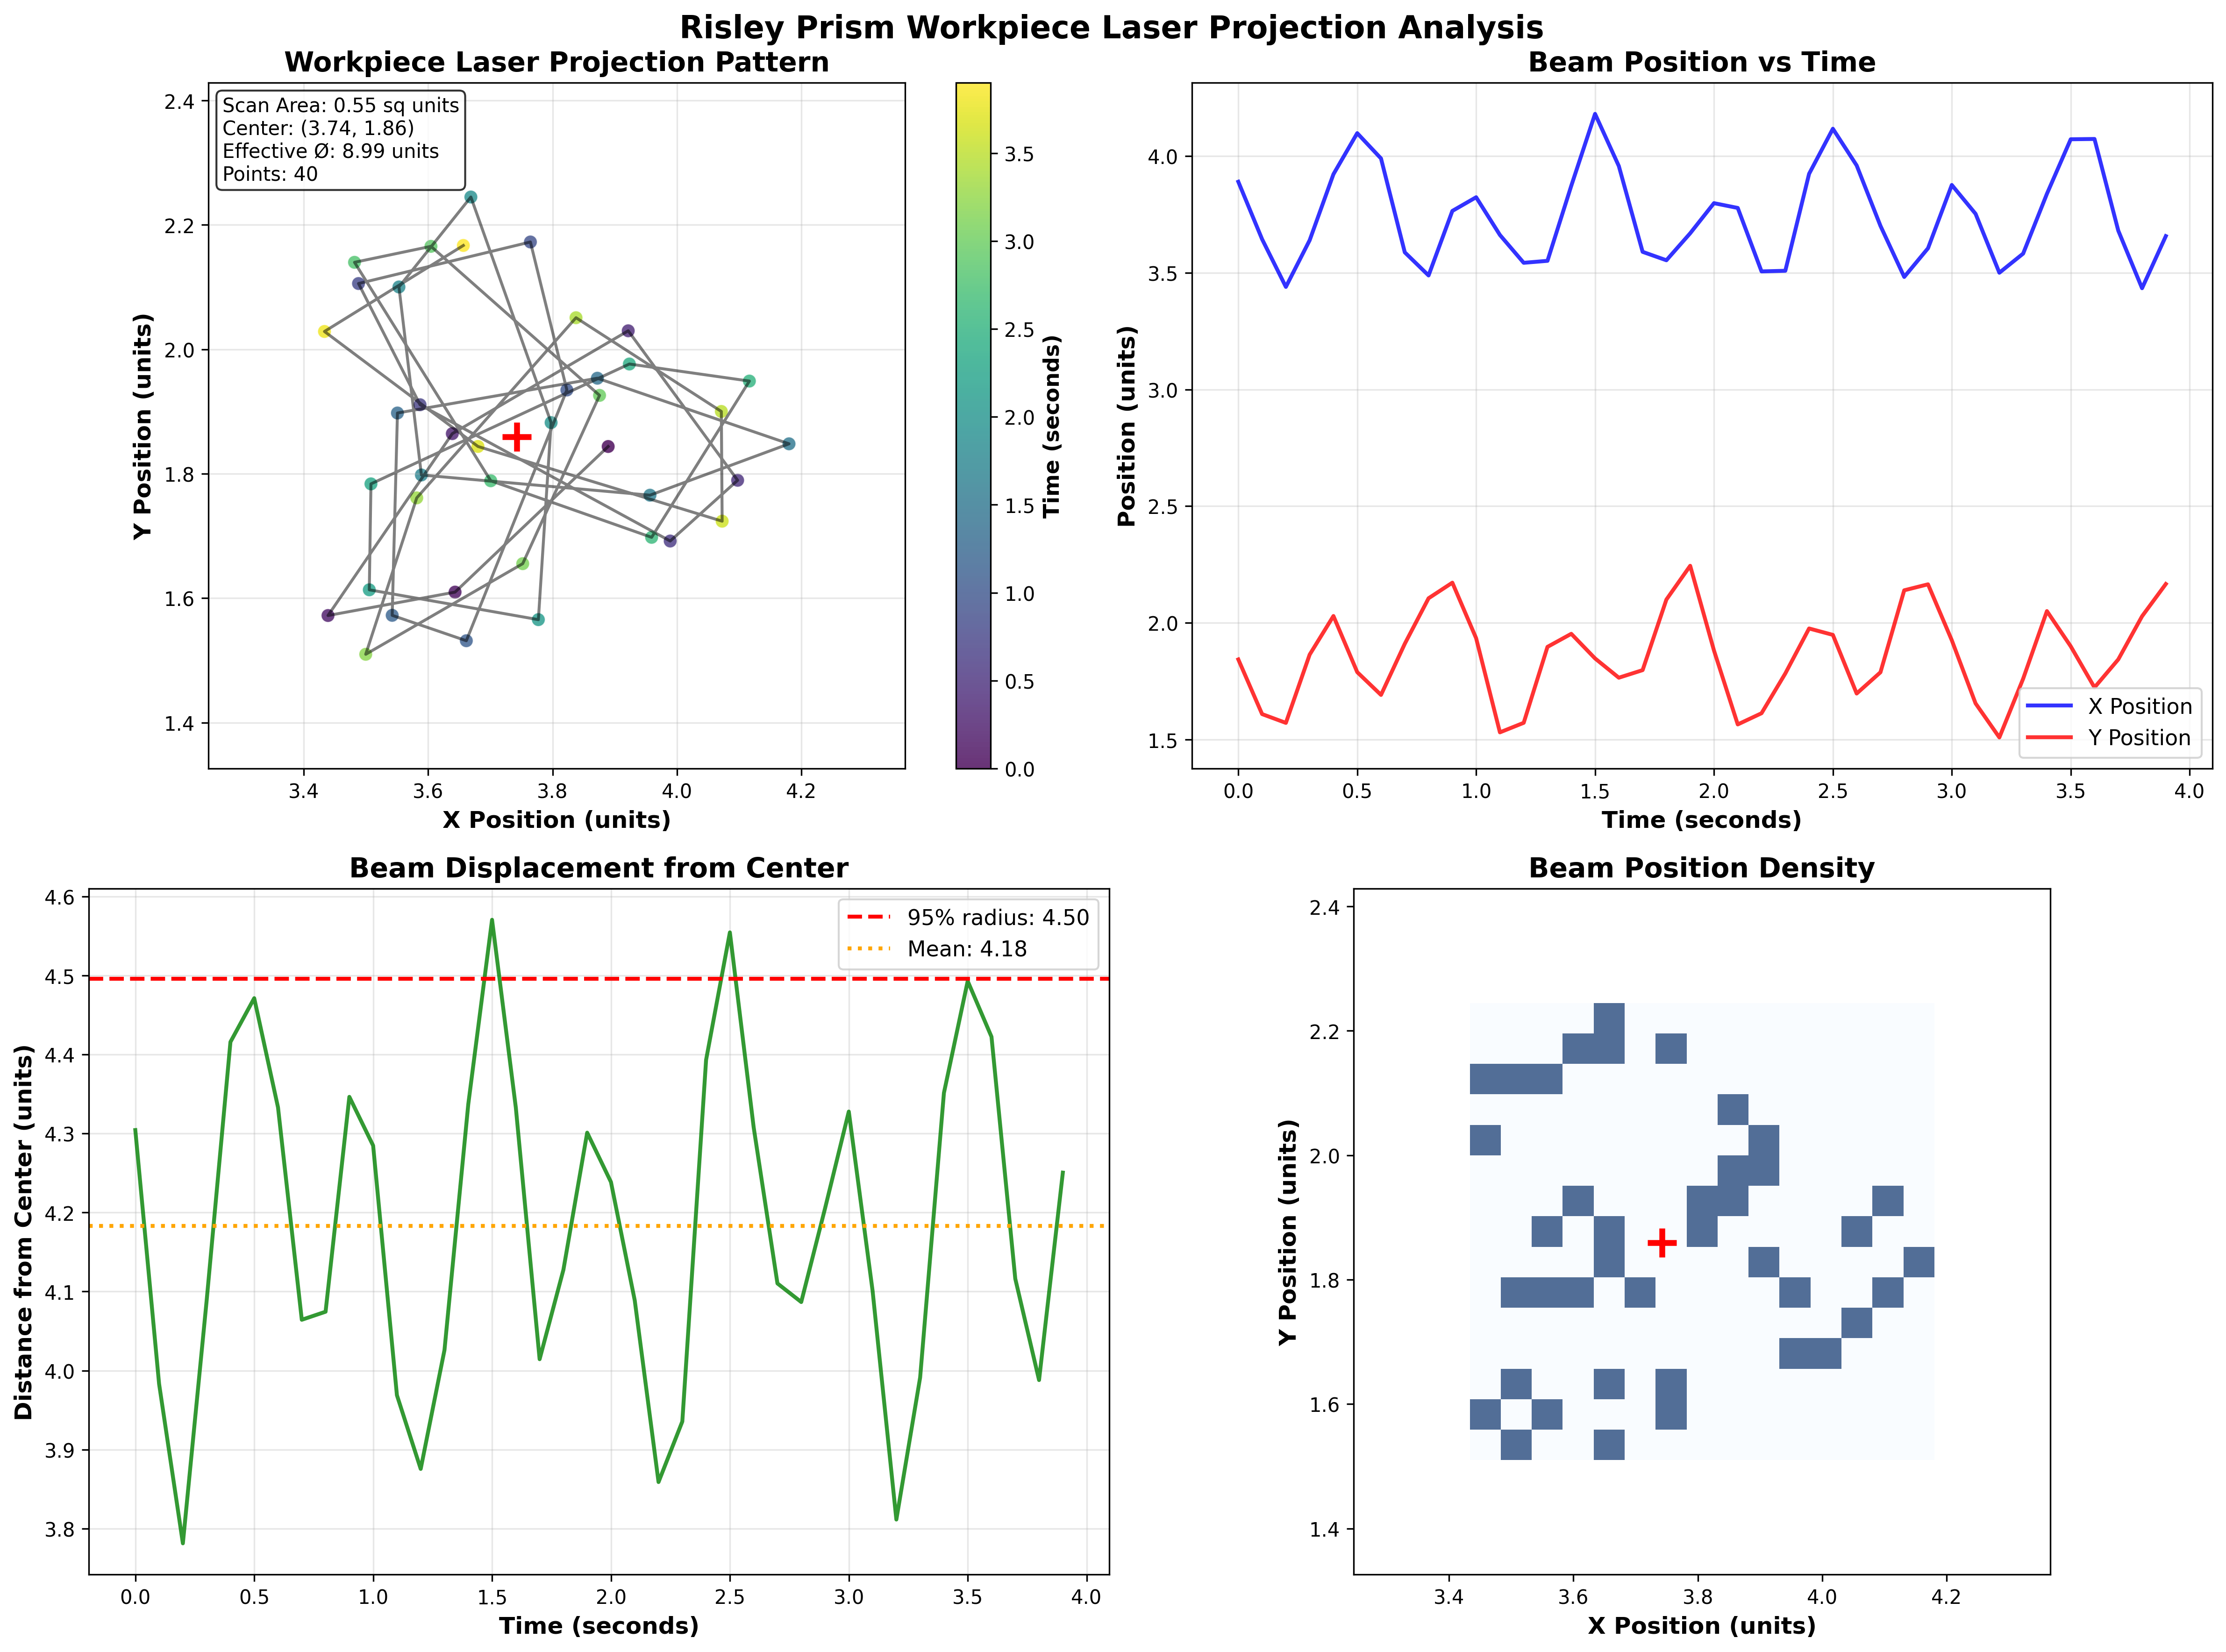 Risley Prism Workpiece Laser Projection Analysis
Workpiece Laser Projection Pattern
Scan Area: 0.55 sq units
Center: (3.74, 1.86)
Effective Ø: 8.99 units
Points: 40
2.4
2.2
2.0
1.8
1.6
1.4
Y Position (units)
3.4 3.6 3.8 4.0 4.2
X Position (units)
3.5
3.0
2.5
2.0
1.5
1.0
0.5
0.0
Time (seconds)
Beam Position vs Time
4.0
3.5
3.0
2.5
2.0
1.5
Position (units)
X Position
Y Position
0.0 0.5 1.0 1.5 2.0 2.5 3.0 3.5 4.0
Time (seconds)
Beam Displacement from Center
95% radius: 4.50
Mean: 4.18
4.6
4.5
4.4
4.3
4.2
4.1
4.0
3.9
3.8
Distance from Center (units)
0.0 0.5 1.0 1.5 2.0 2.5 3.0 3.5 4.0
Time (seconds)
Beam Position Density
2.4
2.2
2.0
1.8
1.6
1.4
Y Position (units)
3.4 3.6 3.8 4.0 4.2
X Position (units)